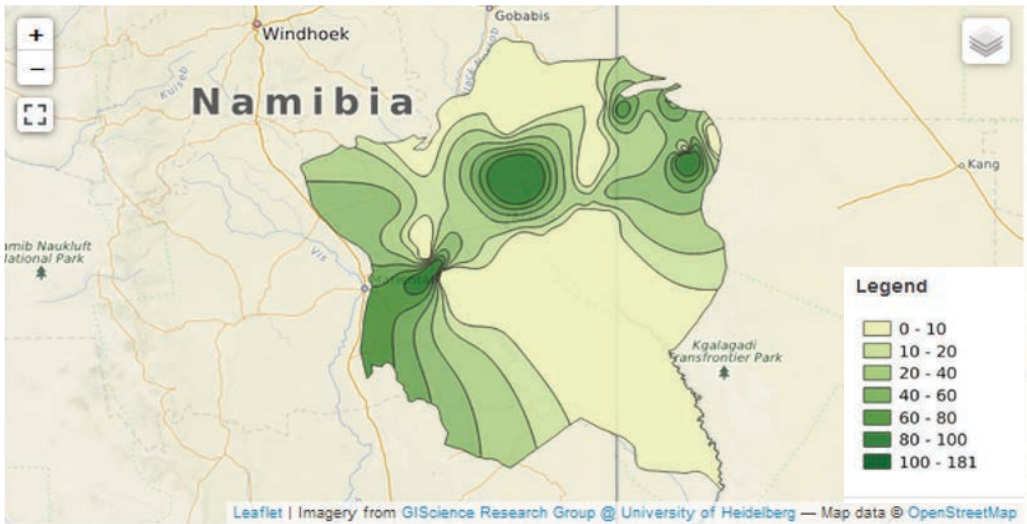 +
−
Gobabis
Windhoek
Kuiseb
Namibia
Kang
amib Naukluft
National Park
Vis
Kgalagadi
Transfrontier Park
Legend
0 - 10
10 - 20
20 - 40
40 - 60
60 - 80
80 - 100
100 - 181
Leaflet | Imagery from GIScience Research Group @ University of Heidelberg — Map data © OpenStreetMap